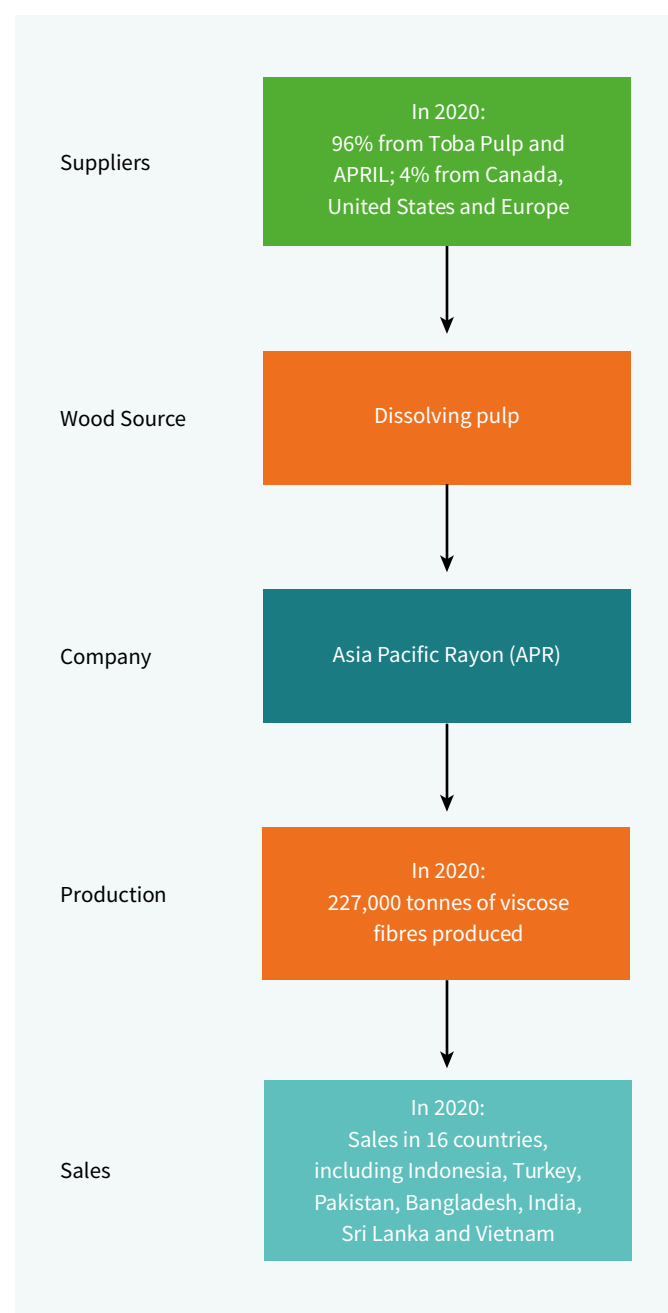 Suppliers
In 2020:
96% from Toba Pulp and
APRIL; 4% from Canada,
United States and Europe
Wood Source
Dissolving pulp
Company
Asia Pacific Rayon (APR)
Production
In 2020:
227,000 tonnes of viscose
fibres produced
Sales
In 2020:
Sales in 16 countries,
including Indonesia, Turkey,
Pakistan, Bangladesh, India,
Sri Lanka and Vietnam